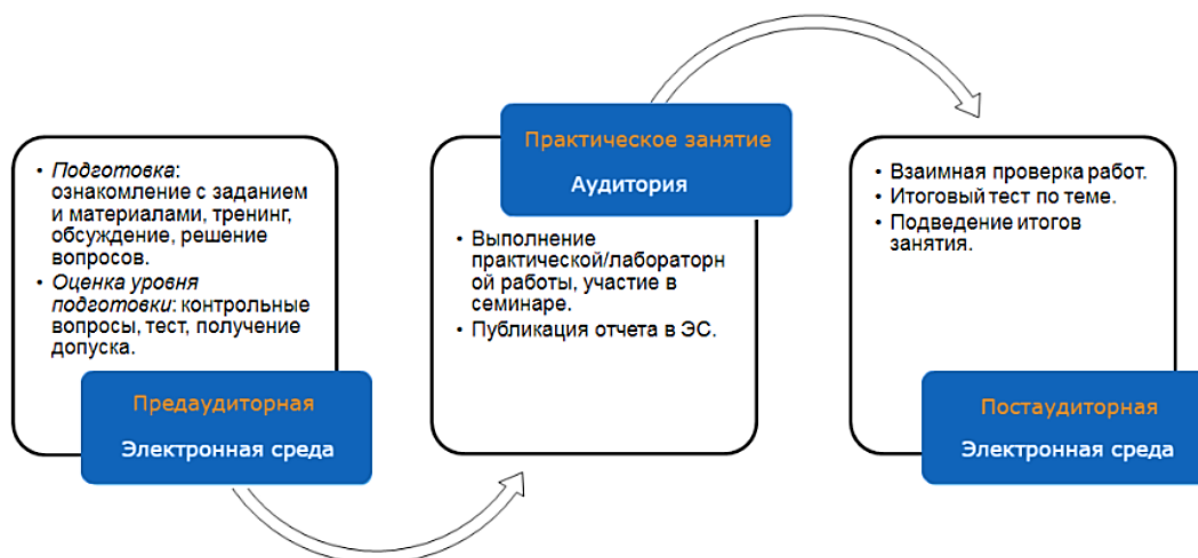 • Подготовка:
ознакомление с заданием
и материалами, тренинг,
обсуждение, решение
вопросов.
• Оценка уровня
подготовки: контрольные
вопросы, тест, получение
допуска.
Предаудиторная
Электронная среда
Практическое занятие
Аудитория
• Выполнение
практической/лабораторн
ой работы, участие в
семинаре.
• Публикация отчета в ЭС.
• Взаимная проверка работ.
• Итоговый тест по теме.
• Подведение итогов
занятия.
Постаудиторная
Электронная среда